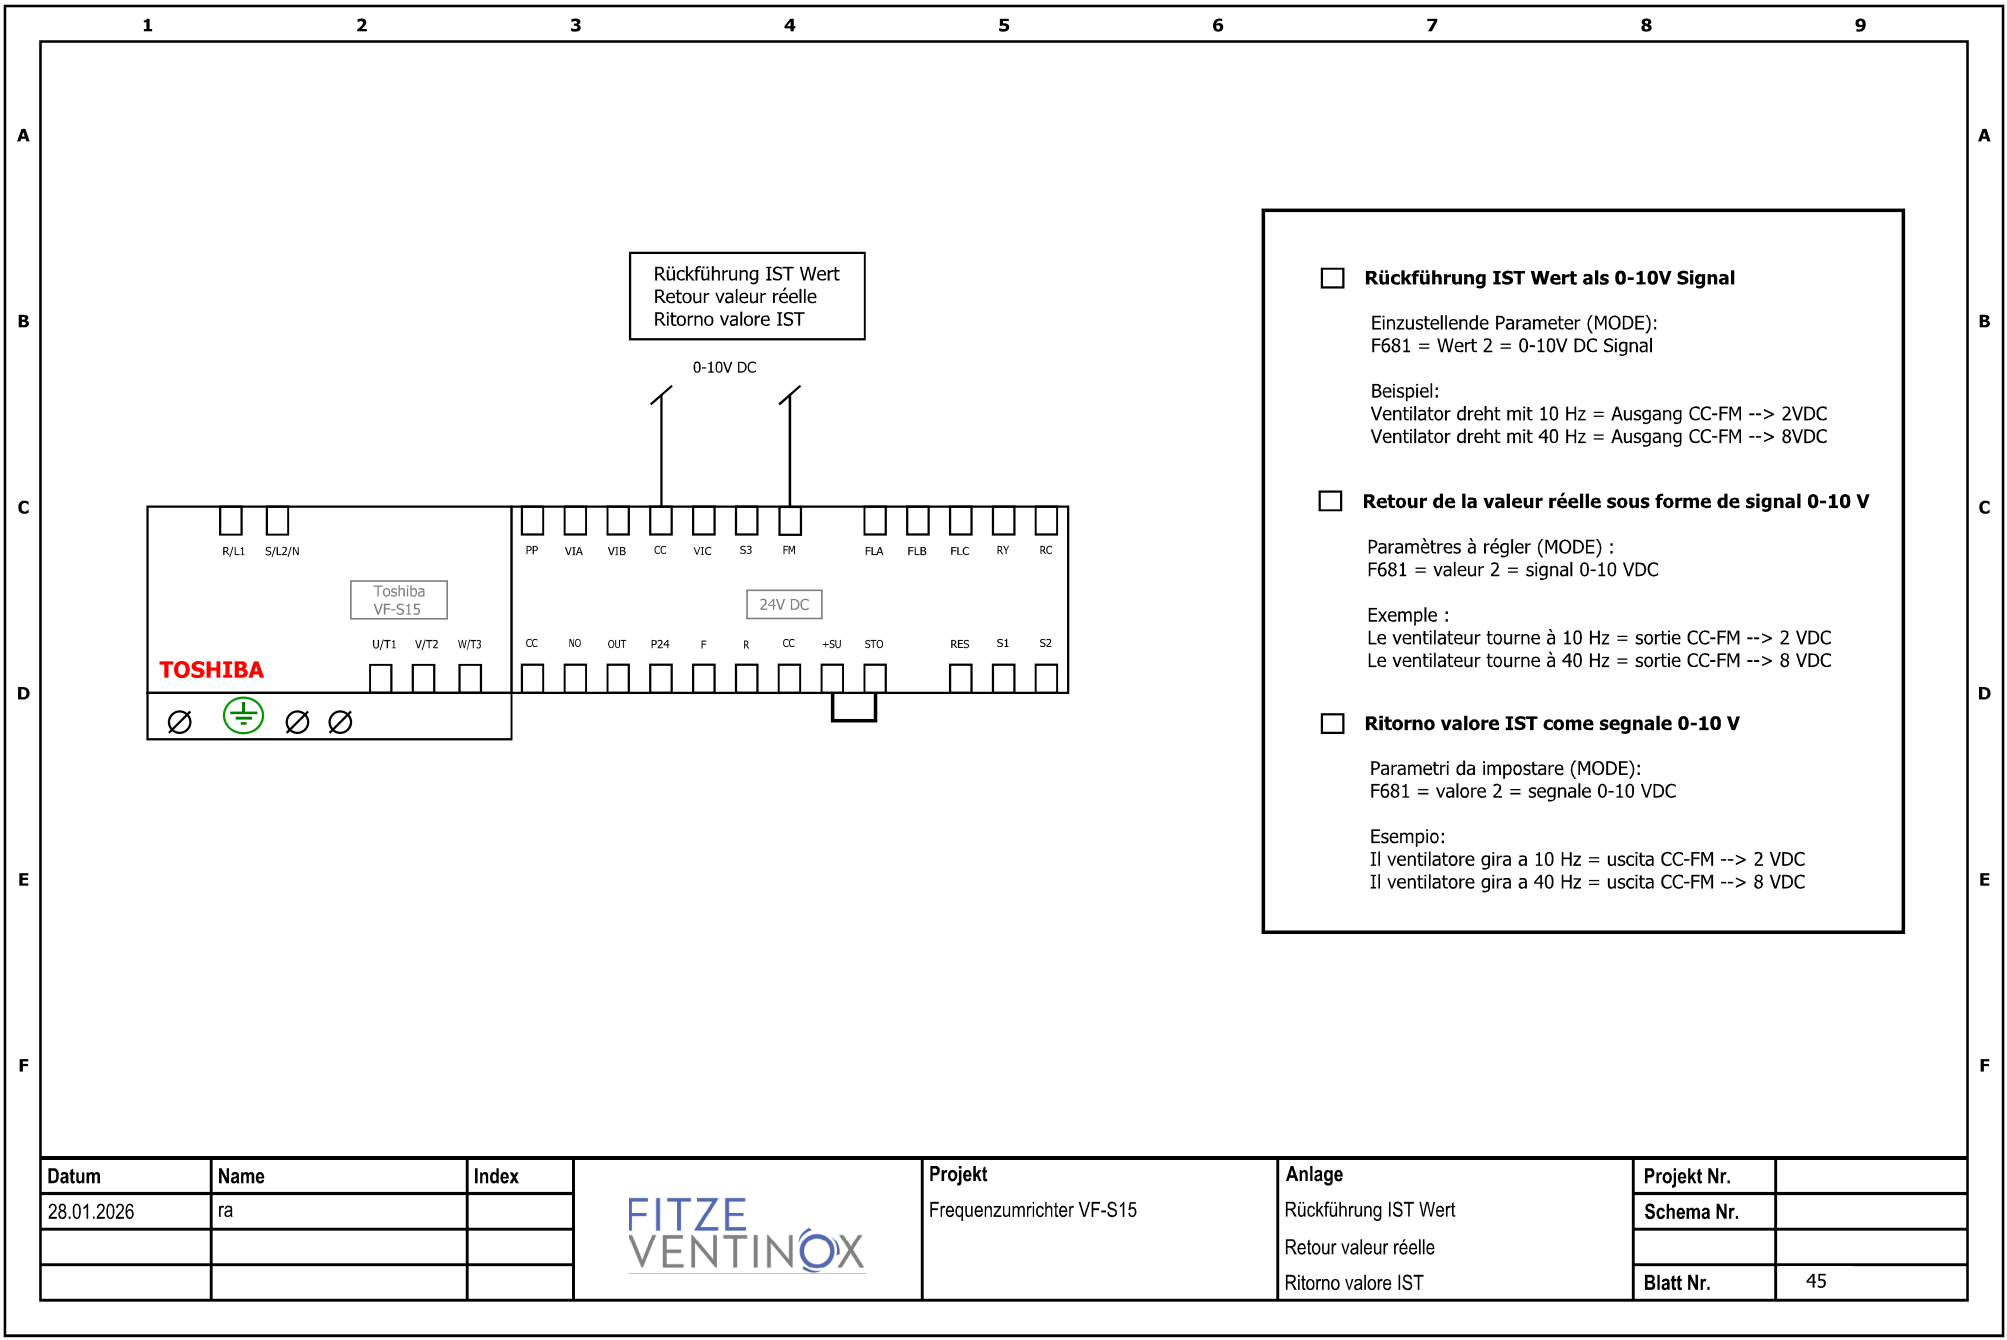 1 2 3 4 5 6 7 8 9
A A
B B
C C
D D
E E
F F
Rückführung IST Wert
Retour valeur réelle
Ritorno valore IST
0-10V DC
R/L1 S/L2/N
PP VIA VIB CC VIC S3 FM FLA FLB FLC RY RC
Toshiba
VF-S15
24V DC
U/T1 V/T2 W/T3
CC NO OUT P24 F R CC +SU STO RES S1 S2
TOSHIBA
Rückführung IST Wert als 0-10V Signal
Einzustellende Parameter (MODE):
F681 = Wert 2 = 0-10V DC Signal
Beispiel:
Ventilator dreht mit 10 Hz = Ausgang CC-FM --> 2VDC
Ventilator dreht mit 40 Hz = Ausgang CC-FM --> 8VDC
Retour de la valeur réelle sous forme de signal 0-10 V
Paramètres à régler (MODE) :
F681 = valeur 2 = signal 0-10 VDC
Exemple :
Le ventilateur tourne à 10 Hz = sortie CC-FM --> 2 VDC
Le ventilateur tourne à 40 Hz = sortie CC-FM --> 8 VDC
Ritorno valore IST come segnale 0-10 V
Parametri da impostare (MODE):
F681 = valore 2 = segnale 0-10 VDC
Esempio:
Il ventilatore gira a 10 Hz = uscita CC-FM --> 2 VDC
Il ventilatore gira a 40 Hz = uscita CC-FM --> 8 VDC
Datum Name Index
28.01.2026 ra
FITZE
VENTINOX
Projekt
Frequenzumrichter VF-S15
Anlage
Rückführung IST Wert
Retour valeur réelle
Ritorno valore IST
Projekt Nr.
Schema Nr.
Blatt Nr. 45